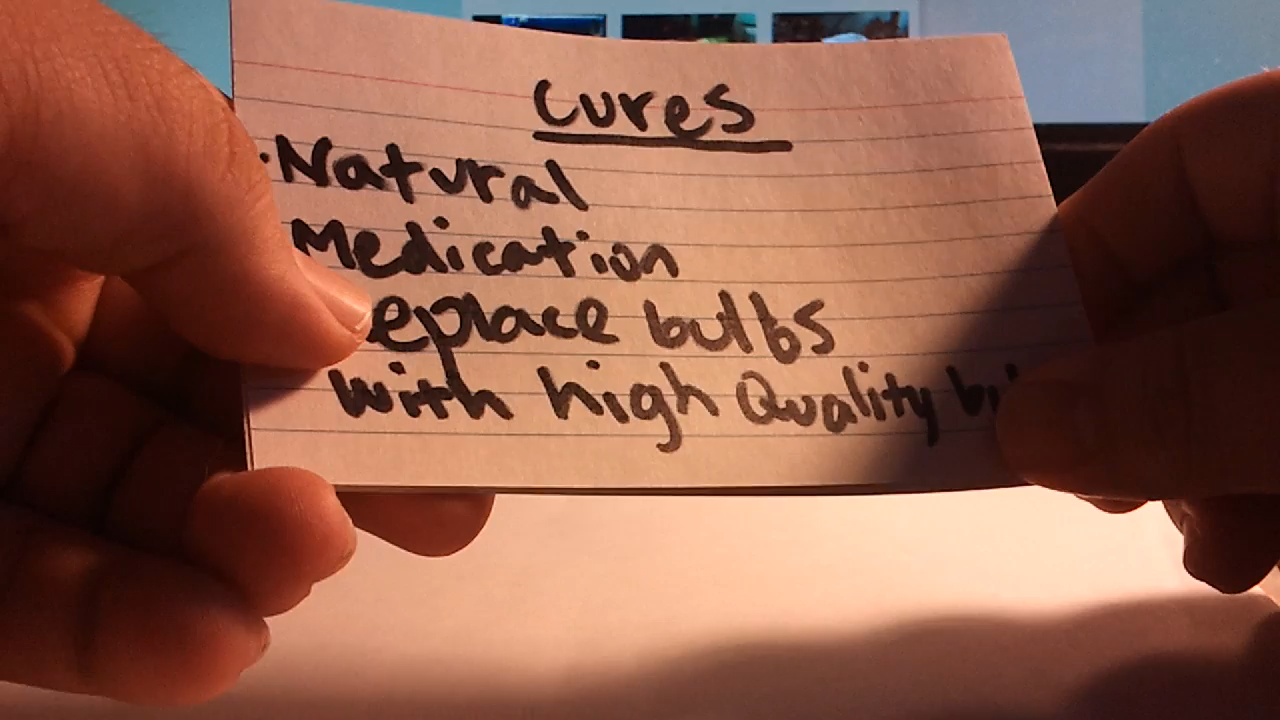 Cures
·Natural
Medication
eplace bulbs
with high Quality